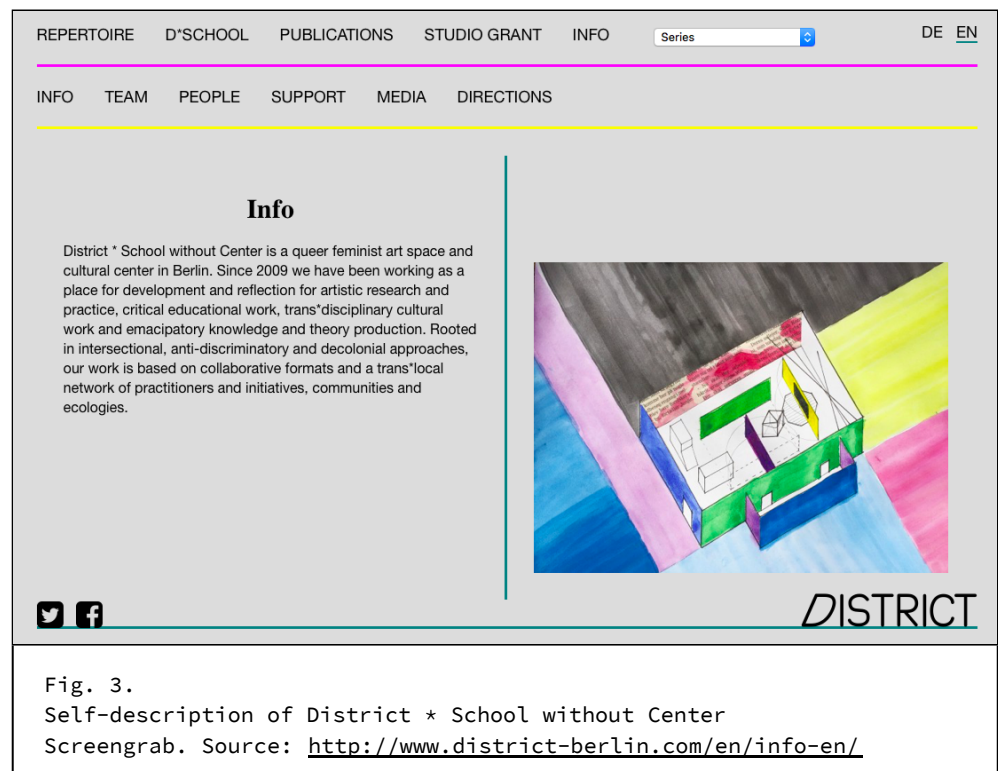 REPERTOIRE D*SCHOOL PUBLICATIONS STUDIO GRANT INFO Series DE EN
INFO TEAM PEOPLE SUPPORT MEDIA DIRECTIONS
Info
District * School without Center is a queer feminist art space and
cultural center in Berlin. Since 2009 we have been working as a
place for development and reflection for artistic research and
practice, critical educational work, trans*disciplinary cultural
work and emacipatory knowledge and theory production. Rooted
in intersectional, anti-discriminatory and decolonial approaches,
our work is based on collaborative formats and a trans*local
network of practitioners and initiatives, communities and
ecologies.
DISTRICT
Fig. 3.
Self-description of District * School without Center
Screengrab. Source: http://www.district-berlin.com/en/info-en/